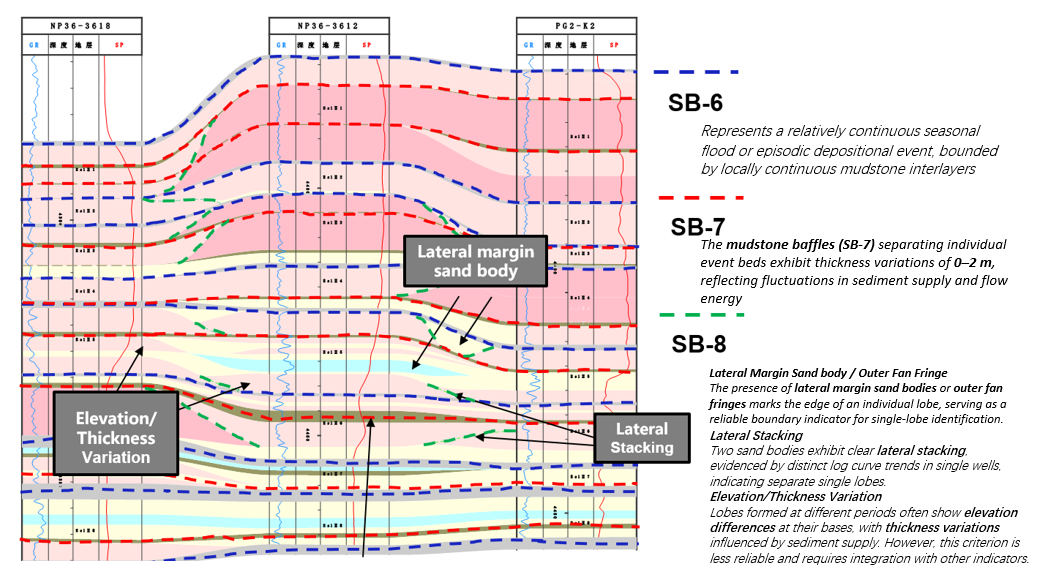 NP36-3618
NP36-3612
PG2-K2
GR 深度 地层 SP
GR 深度 地层 SP
GR 深度 地层 SP
SB-6
Represents a relatively continuous seasonal
flood or episodic depositional event, bounded
by locally continuous mudstone interlayers
SB-7
The mudstone baffles (SB-7) separating individual
event beds exhibit thickness variations of 0–2 m,
reflecting fluctuations in sediment supply and flow
energy
SB-8
Lateral margin
sand body
Elevation/
Thickness
Variation
Lateral
Stacking
Lateral Margin Sand body / Outer Fan Fringe
The presence of lateral margin sand bodies or outer fan
fringes marks the edge of an individual lobe, serving as a
reliable boundary indicator for single-lobe identification.
Lateral Stacking
Two sand bodies exhibit clear lateral stacking,
evidenced by distinct log curve trends in single wells,
indicating separate single lobes.
Elevation/Thickness Variation
Lobes formed at different periods often show elevation
differences at their bases, with thickness variations
influenced by sediment supply. However, this criterion is
less reliable and requires integration with other indicators.